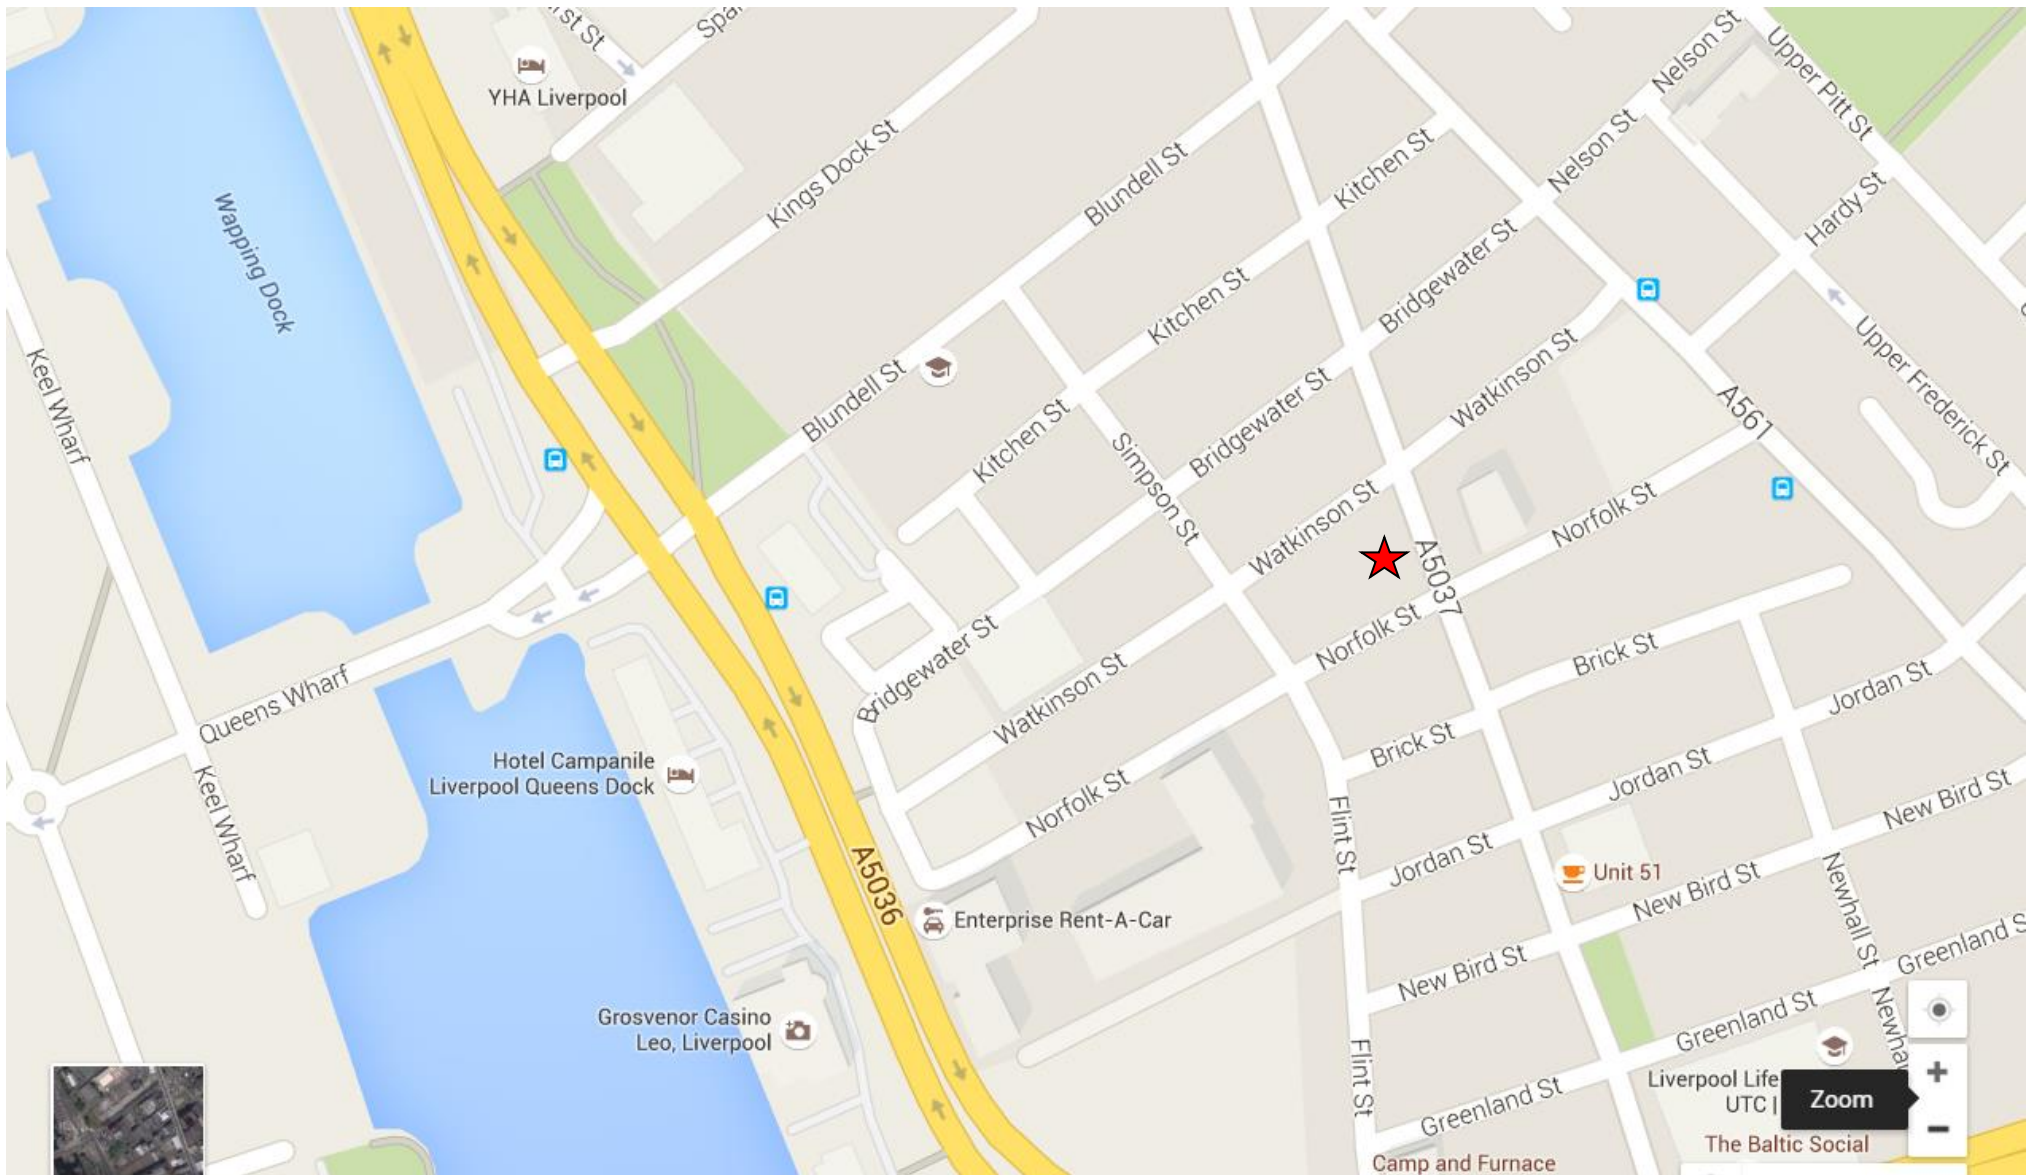 rst St
Spa
YHA Liverpool
Nelson St
Upper Pitt St
Kings Dock St
Blundell St
Kitchen St
Nelson St
Hardy St
Wapping Dock
Bridgewater St
Kitchen St
Keel Wharf
Upper Frederick St
Blundell St
Watkinson St
A561
Bridgewater St
Kitchen St
Simpson St
Watkinson St
Norfolk St
A5037
Norfolk St
Bridgewater St
Watkinson St
Brick St
Jordan St
Queens Wharf
Brick St
Jordan St
Hotel Campanile
Liverpool Queens Dock
Keel Wharf
Norfolk St
Flint St
New Bird St
Jordan St
Unit 51
A5036
New Bird St
Newhall St
Enterprise Rent-A-Car
Greenland S
New Bird St
Grosvenor Casino
Leo, Liverpool
Greenland St
Newha
Flint St
Liverpool Life
UTC |
Zoom
Greenland St
The Baltic Social
Camp and Furnace